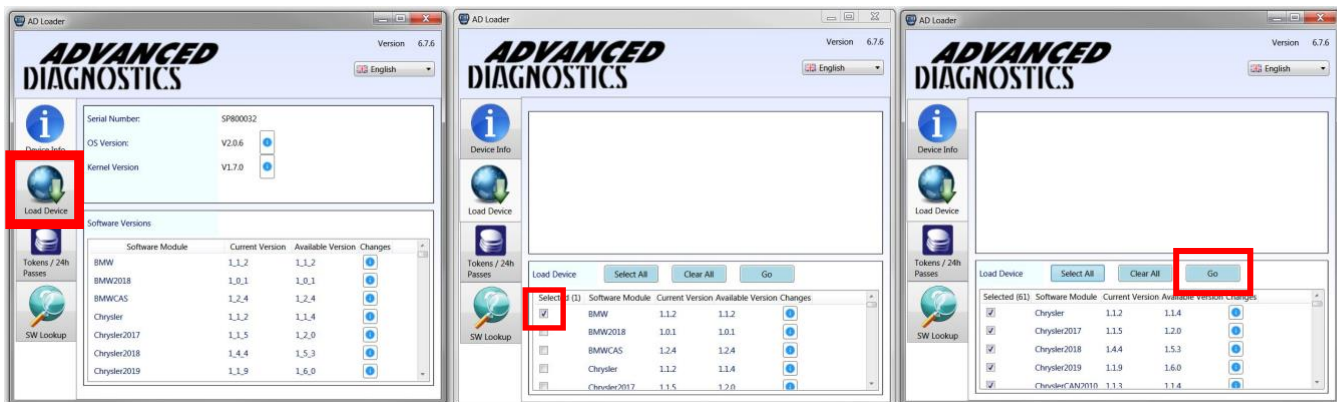 AD Loader
ADVANCED
DIAGNOSTICS
Version 6.7.6
English
Device Info
Load Device
Tokens / 24h
Passes
SW Lookup
Serial Number: SP800032
OS Version: V2.0.6
Kernel Version V1.7.0
Software Versions
Software Module Current Version Available Version Changes
BMW 1_1_2 1_1_2
BMW2018 1_0_1 1_0_1
BMWCAS 1_2_4 1_2_4
Chrysler 1_1_2 1_1_4
Chrysler2017 1_1_5 1_2_0
Chrysler2018 1_4_4 1_5_3
Chrysler2019 1_1_9 1_6_0
AD Loader
ADVANCED
DIAGNOSTICS
Version 6.7.6
English
Device Info
Load Device
Tokens / 24h
Passes
SW Lookup
Load Device Select All Clear All Go
Selected (1) Software Module Current Version Available Version Changes
BMW 1.1.2 1.1.2
BMW2018 1.0.1 1.0.1
BMWCAS 1.2.4 1.2.4
Chrysler 1.1.2 1.1.4
Chrysler2017 1.1.5 1.2.0
AD Loader
ADVANCED
DIAGNOSTICS
Version 6.7.6
English
Device Info
Load Device
Tokens / 24h
Passes
SW Lookup
Load Device Select All Clear All Go
Selected (61) Software Module Current Version Available Version Changes
Chrysler 1.1.2 1.1.4
Chrysler2017 1.1.5 1.2.0
Chrysler2018 1.4.4 1.5.3
Chrysler2019 1.1.9 1.6.0
ChryslerCAN2010 1.1.3 1.1.4